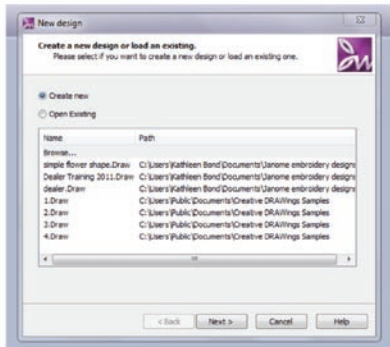 New design
Create a new design or load an existing.
Please select if you want to create a new design or load an existing one.
Create new
Open Existing
Name Path
Browse...
simple flower shape.Draw C:\Users\Kathleen Bond\Documents\Janome embroidery designs
Dealer Training 2011.Draw C:\Users\Kathleen Bond\Documents\Janome embroidery designs
dealer.Draw C:\Users\Kathleen Bond\Documents\Janome embroidery designs
1.Draw C:\Users\Public\Documents\Creative DRAWings Samples
2.Draw C:\Users\Public\Documents\Creative DRAWings Samples
3.Draw C:\Users\Public\Documents\Creative DRAWings Samples
4.Draw C:\Users\Public\Documents\Creative DRAWings Samples
< Back Next > Cancel Help